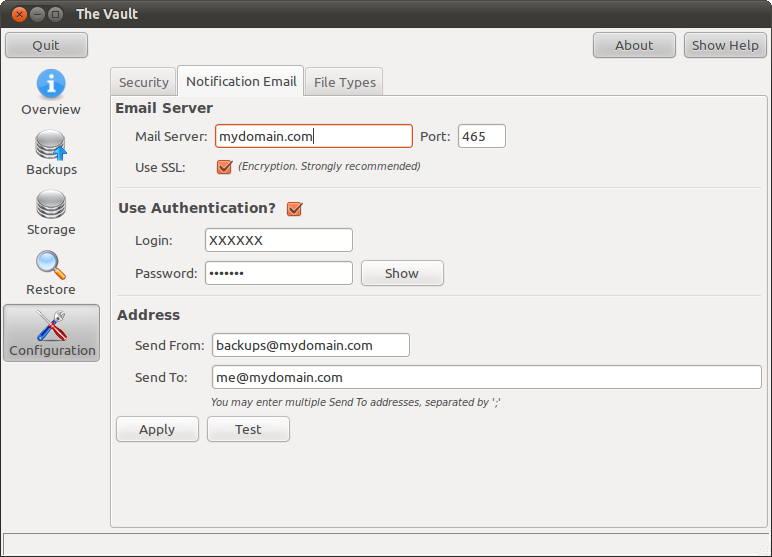 The Vault
Quit
About
Show Help
Overview
Backups
Storage
Restore
Configuration
Security
Notification Email
File Types
Email Server
Mail Server: mydomain.com Port: 465
Use SSL: (Encryption. Strongly recommended)
Use Authentication?
Login: XXXXXX
Password: ••••••• Show
Address
Send From: backups@mydomain.com
Send To: me@mydomain.com
You may enter multiple Send To addresses, separated by ';'
Apply Test